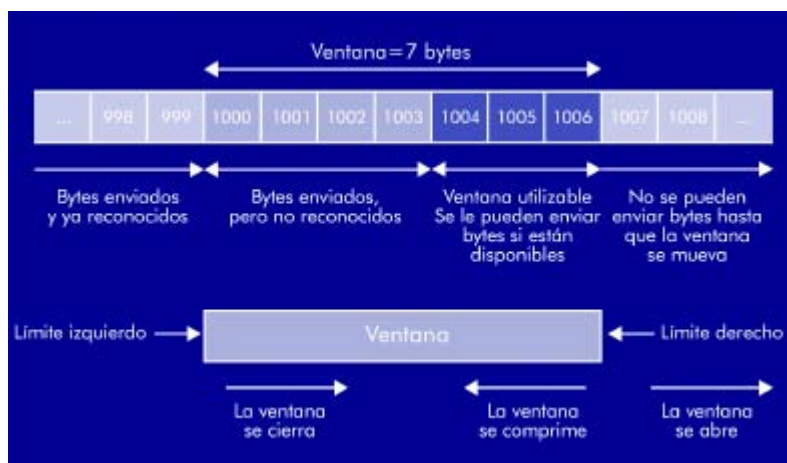 Ventana=7 bytes
... 998 999 1000 1001 1002 1003 1004 1005 1006 1007 1008 ...
Bytes enviados
y ya reconocidos
Bytes enviados,
pero no reconocidos
Ventana utilizable
Se le pueden enviar
bytes si están
disponibles
No se pueden
enviar bytes hasta
que la ventana
se mueva
Límite izquierdo
Ventana
Límite derecho
La ventana
se cierra
La ventana
se comprime
La ventana
se abre